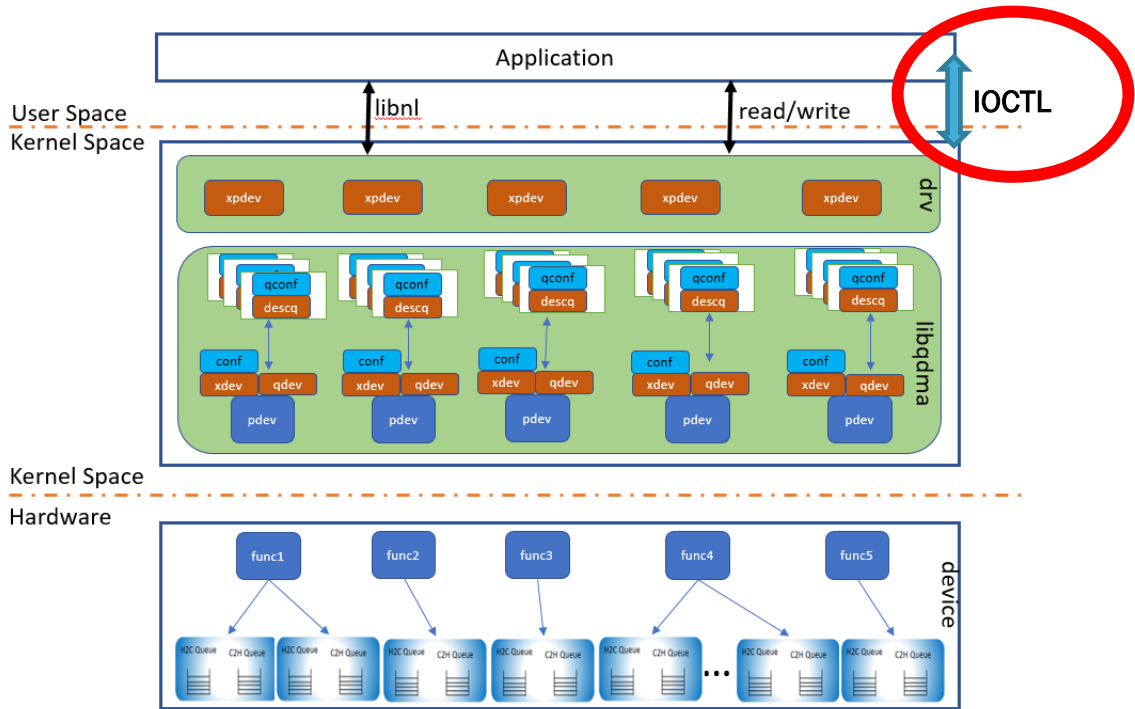 Application
IOCTL
User Space
libnl
read/write
Kernel Space
drv
xpdev xpdev xpdev xpdev xpdev
qconf qconf qconf qconf qconf
descq descq descq descq descq
libqdma
conf conf conf conf conf
xdev qdev xdev qdev xdev qdev xdev qdev xdev qdev
pdev pdev pdev pdev pdev
Kernel Space
Hardware
func1 func2 func3 func4 func5
device
H2C Queue C2H Queue H2C Queue C2H Queue H2C Queue C2H Queue H2C Queue C2H Queue H2C Queue C2H Queue ... H2C Queue C2H Queue H2C Queue C2H Queue